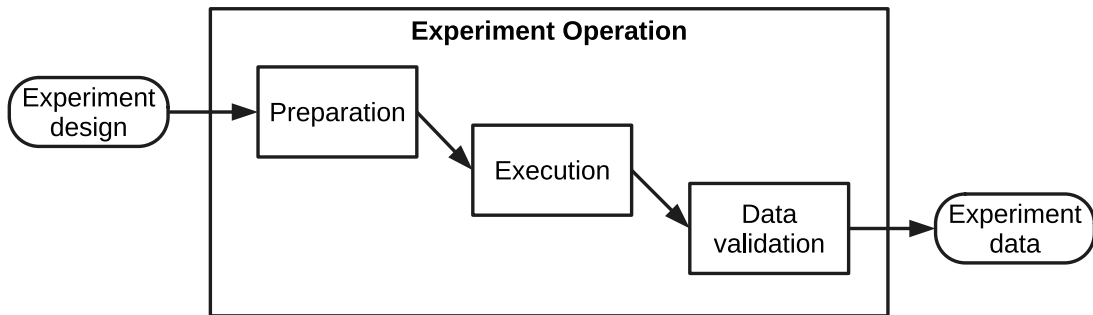 Experiment Operation
Experiment
design
Preparation
Execution
Data
validation
Experiment
data